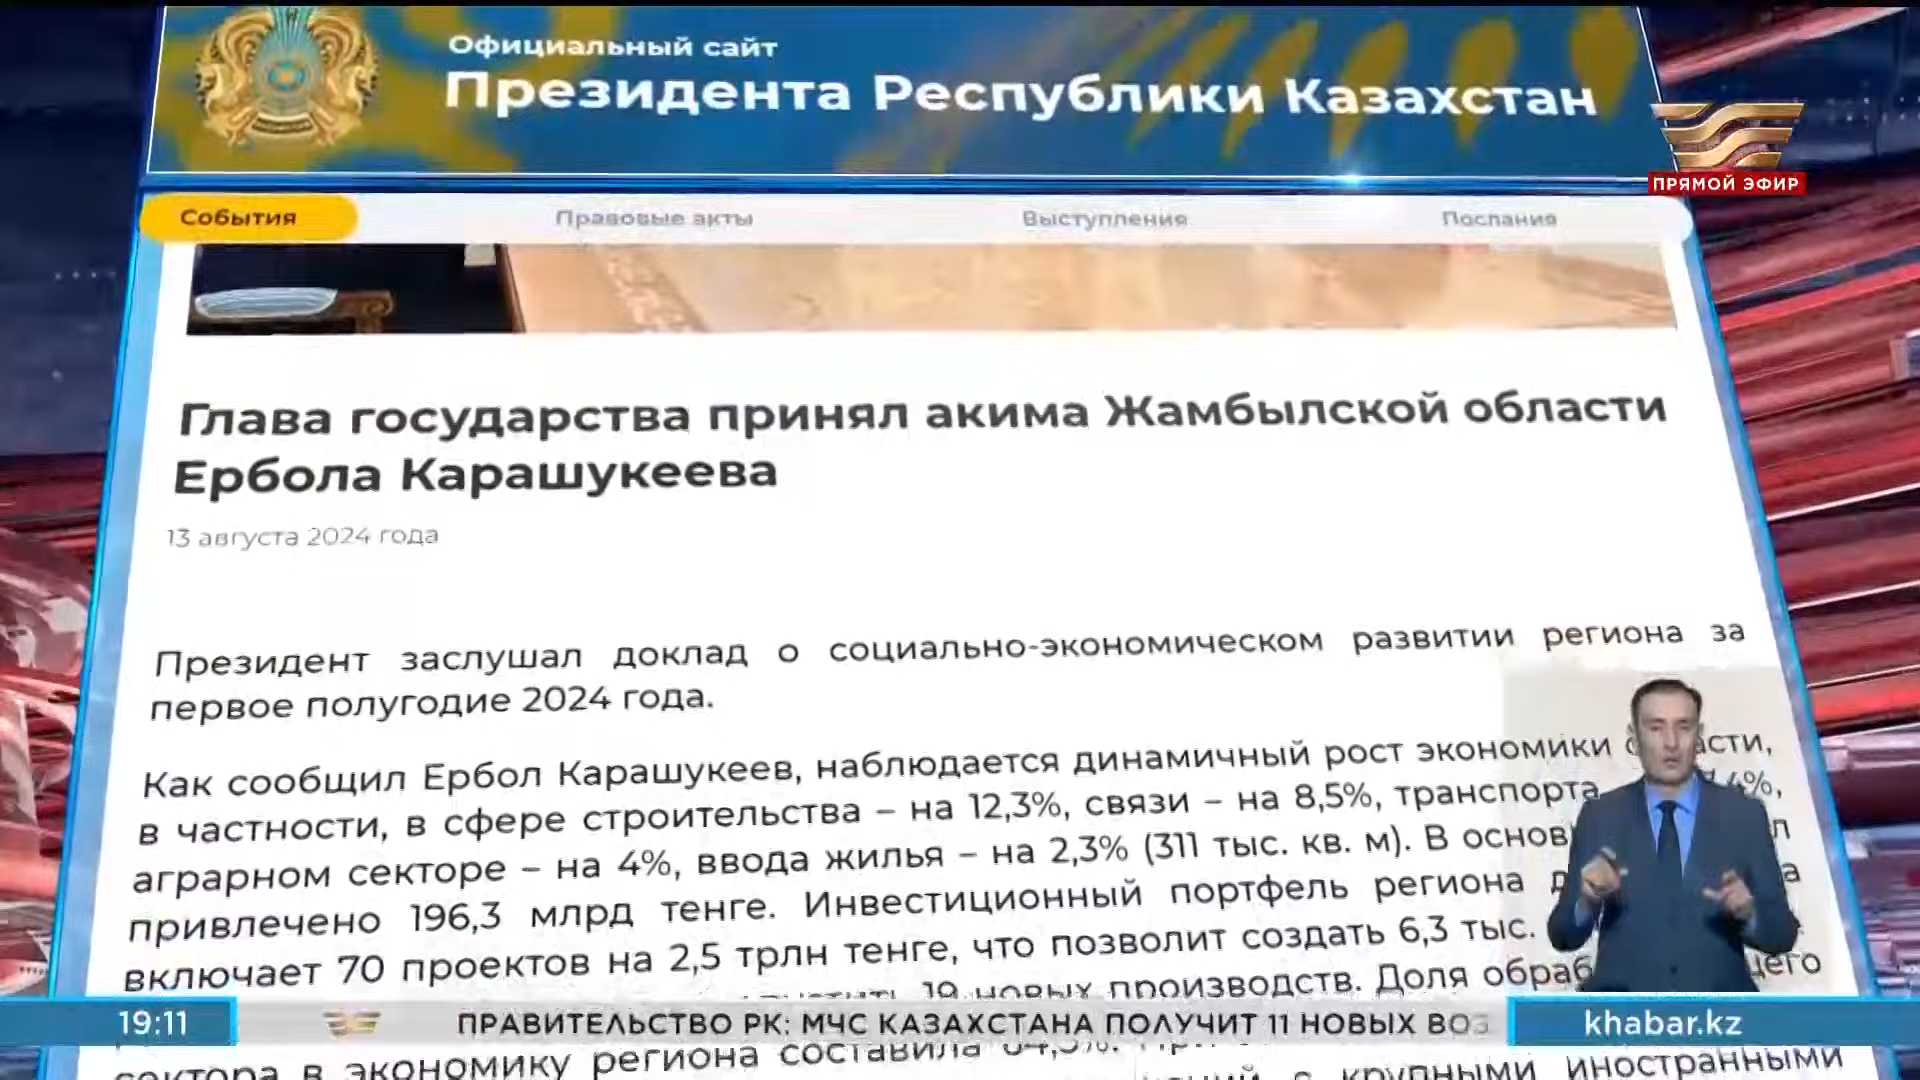 Официальный сайт
Президента Республики Казахстан
ПРЯМОЙ ЭФИР
События Правовые акты Выступления Послания
Глава государства принял акима Жамбылской области
Ербола Карашукеева
13 августа 2024 года
Президент заслушал доклад о социально-экономическом развитии региона за
первое полугодие 2024 года.
Как сообщил Ербол Карашукеев, наблюдается динамичный рост экономики
в частности, в сфере строительства – на 12,3%, связи – на 8,5%, транспорта
аграрном секторе – на 4%, ввода жилья – на 2,3% (311 тыс. кв. м). В
привлечено 196,3 млрд тенге. Инвестиционный портфель региона
включает 70 проектов на 2,5 трлн тенге, что позволит создать 6,3 тыс.
19 новых производств. Доля
19:11 ПРАВИТЕЛЬСТВО РК: МЧС КАЗАХСТАНА ПОЛУЧИТ 11 НОВЫХ khabar.kz
сектора в экономику региона составила
с крупными иностранными